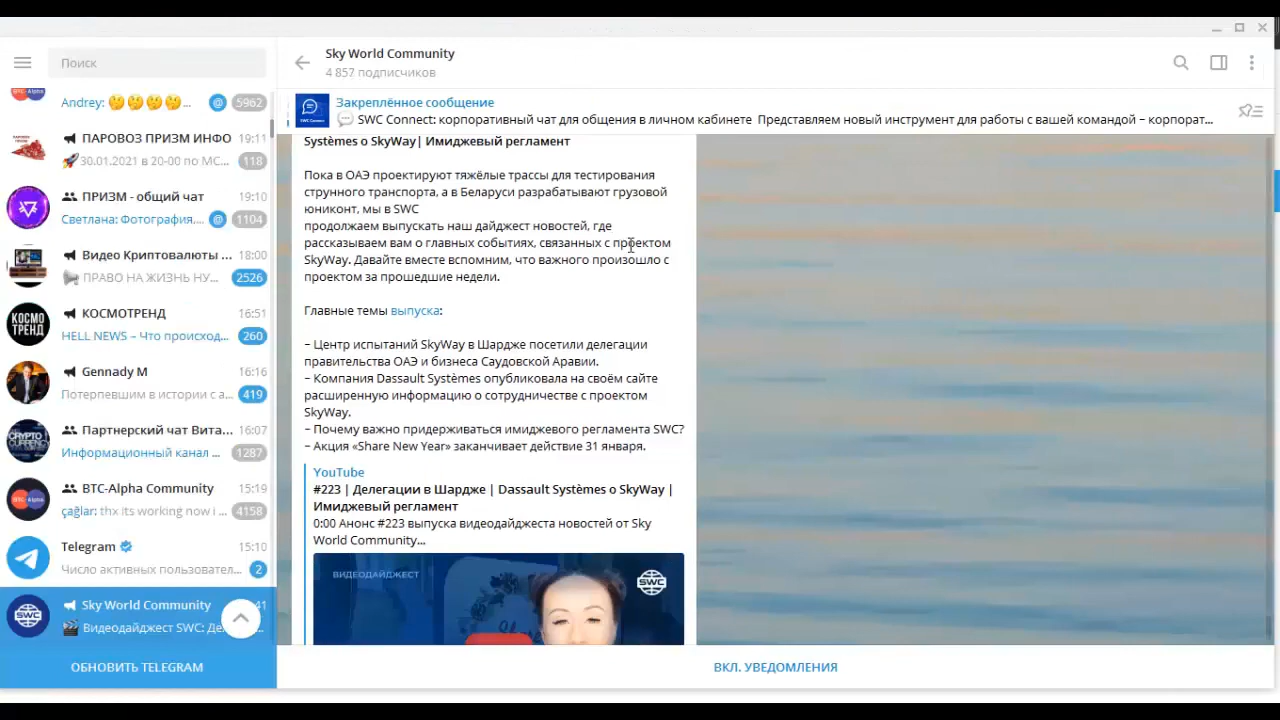 Поиск
Andrey: 🤔🤔🤔🤔...
@ 5962
ПАРОВОЗ ПРИЗМ ИНФО 19:11
🚀30.01.2021 в 20-00 по МС... 118
ПРИЗМ - общий чат 19:10
Светлана: Фотография.... @ 1104
Видео Криптовалюты ... 18:00
ПРАВО НА ЖИЗНЬ НУ... 2526
КОСМО ТРЕНД
КОСМОТРЕНД 16:51
HELL NEWS – Что происход... 260
Gennady M 16:16
Потерпевшим в истории с а... 419
CRYPTO
Партнерский чат Вита... 16:07
Информационный канал ... 1287
BTC-Alpha
BTC-Alpha Community 15:19
çağlar: thx its working now i ... 4158
Telegram 15:10
Число активных пользовател... 2
SWC
Sky World Community 41
🎬 Видеодайджест SWC: Де...
ОБНОВИТЬ TELEGRAM
Sky World Community
4 857 подписчиков
SWC Connect
Закреплённое сообщение
💬 SWC Connect: корпоративный чат для общения в личном кабинете Представляем новый инструмент для работы с вашей командой – корпорат...
Systèmes о SkyWay| Имиджевый регламент
Пока в ОАЭ проектируют тяжёлые трассы для тестирования
струнного транспорта, а в Беларуси разрабатывают грузовой
юниконт, мы в SWC
продолжаем выпускать наш дайджест новостей, где
рассказываем вам о главных событиях, связанных с проектом
SkyWay. Давайте вместе вспомним, что важного произошло с
проектом за прошедшие недели.
Главные темы выпуска:
– Центр испытаний SkyWay в Шардже посетили делегации
правительства ОАЭ и бизнеса Саудовской Аравии.
– Компания Dassault Systèmes опубликовала на своём сайте
расширенную информацию о сотрудничестве с проектом
SkyWay.
– Почему важно придерживаться имиджевого регламента SWC?
– Акция «Share New Year» заканчивает действие 31 января.
YouTube
#223 | Делегации в Шардже | Dassault Systèmes о SkyWay |
Имиджевый регламент
0:00 Анонс #223 выпуска видеодайджеста новостей от Sky
World Community...
ВИДЕОДАЙДЖЕСТ
SWC
ВКЛ. УВЕДОМЛЕНИЯ